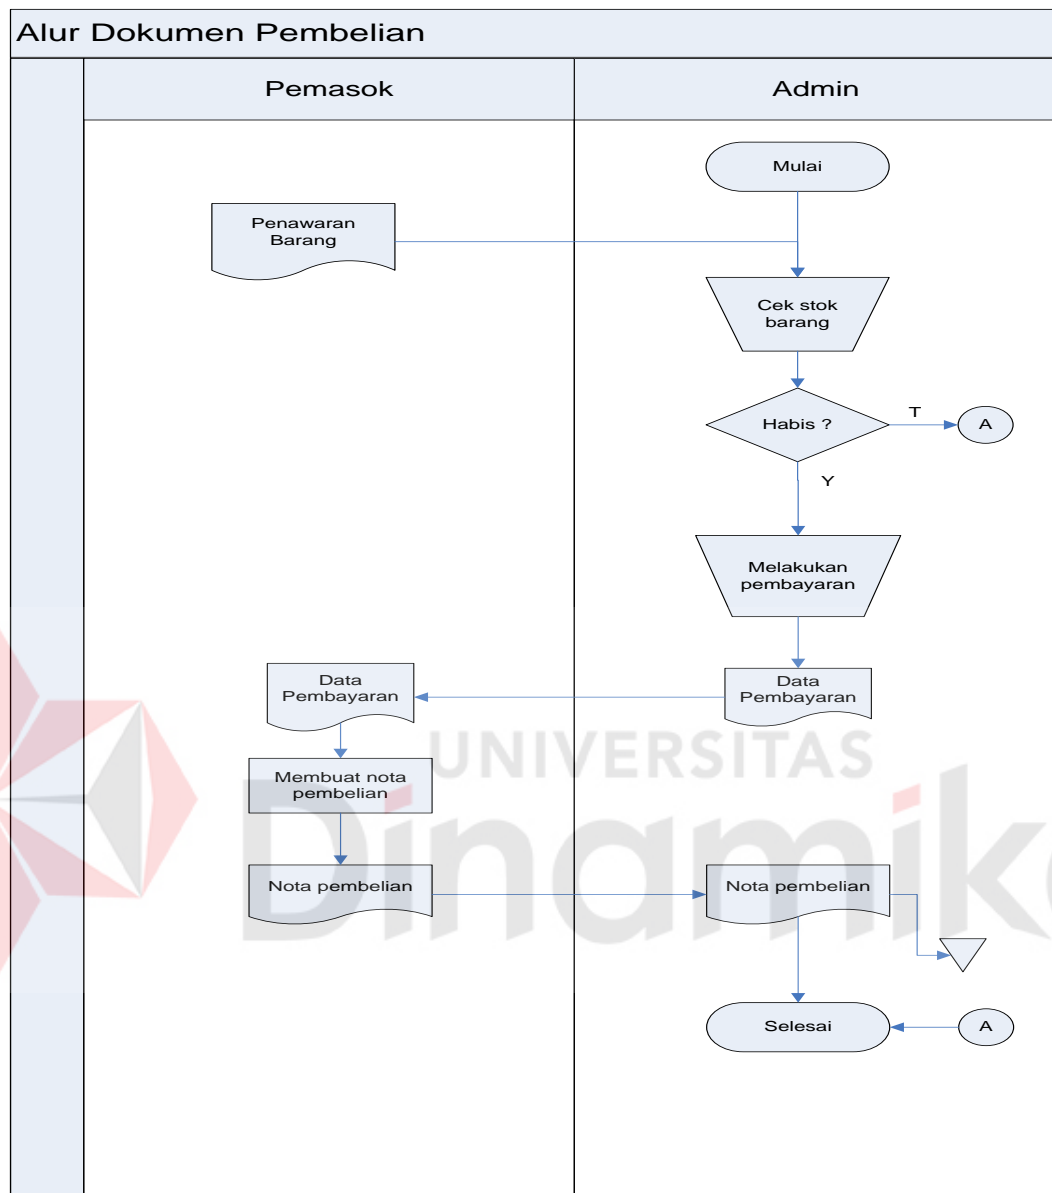 Alur Dokumen Pembelian
Pemasok
Admin
Mulai
Penawaran
Barang
Cek stok
barang
Habis ?
T
A
Y
Melakukan
pembayaran
Data
Pembayaran
Data
Pembayaran
UNIVERSITAS
Dinamika
Membuat nota
pembelian
Nota pembelian
Nota pembelian
Selesai
A